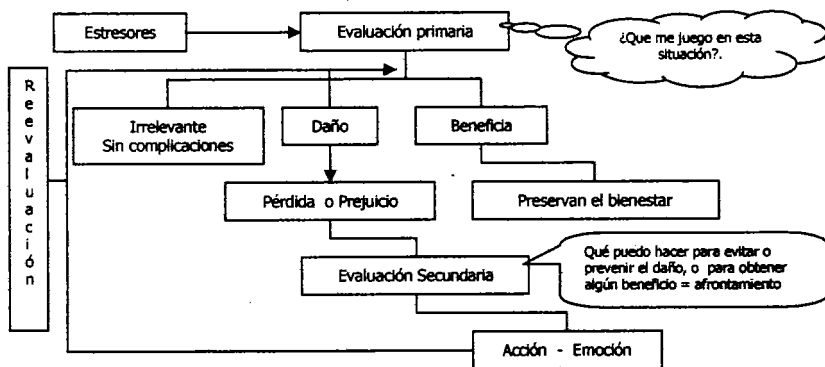 Estresores
Evaluación primaria
¿Que me juego en esta
situación?.
Reevaluación
Irrelevante
Sin complicaciones
Daño
Beneficia
Pérdida o Prejuicio
Preservan el bienestar
Evaluación Secundaria
Qué puedo hacer para evitar o
prevenir el daño, o para obtener
algún beneficio = afrontamiento
Acción - Emoción